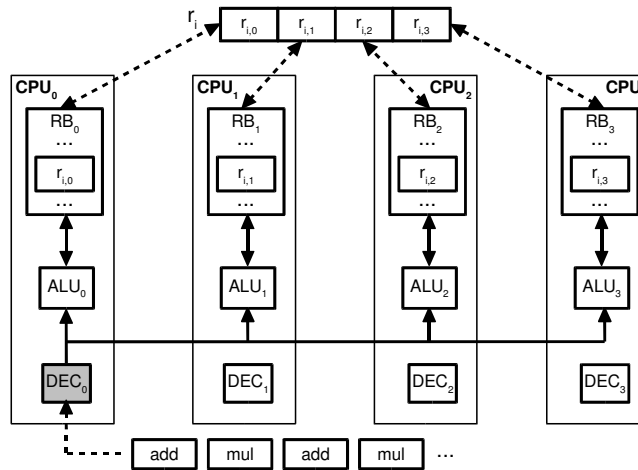 r_i r_i,0 r_i,1 r_i,2 r_i,3
CPU_0 CPU_1 CPU_2 CPU
RB_0 RB_1 RB_2 RB_3
... ... ... ...
r_i,0 r_i,1 r_i,2 r_i,3
... ... ... ...
ALU_0 ALU_1 ALU_2 ALU_3
DEC_0 DEC_1 DEC_2 DEC_3
add mul add mul ...